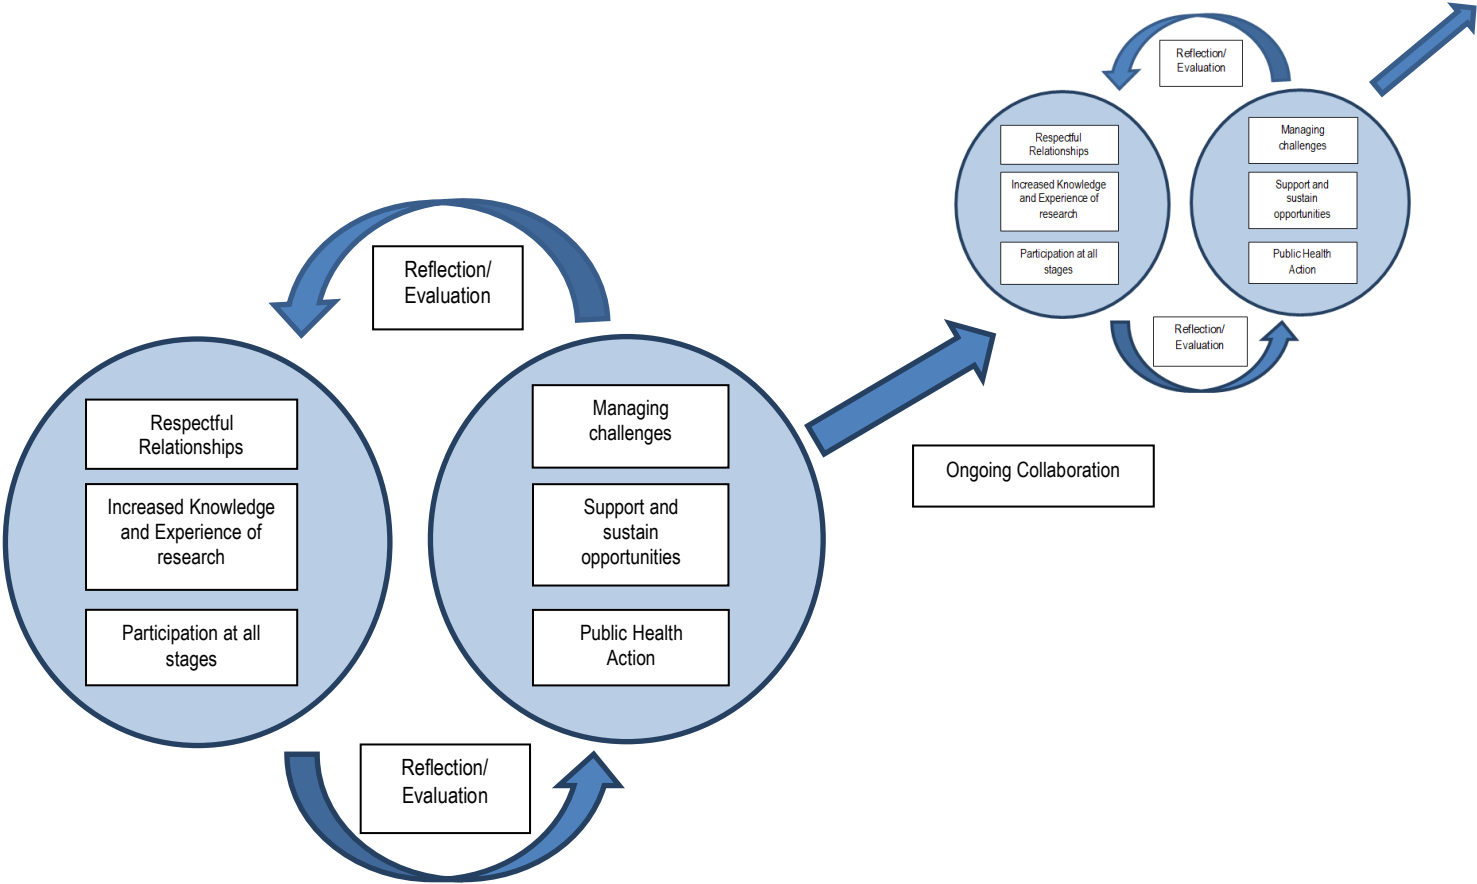 Reflection/
Evaluation
Respectful
Relationships
Increased Knowledge
and Experience of
research
Participation at all
stages
Managing
challenges
Support and
sustain
opportunities
Public Health
Action
Reflection/
Evaluation
Ongoing Collaboration
Reflection/
Evaluation
Respectful
Relationships
Increased Knowledge
and Experience of
research
Participation at all
stages
Managing
challenges
Support and
sustain
opportunities
Public Health
Action
Reflection/
Evaluation